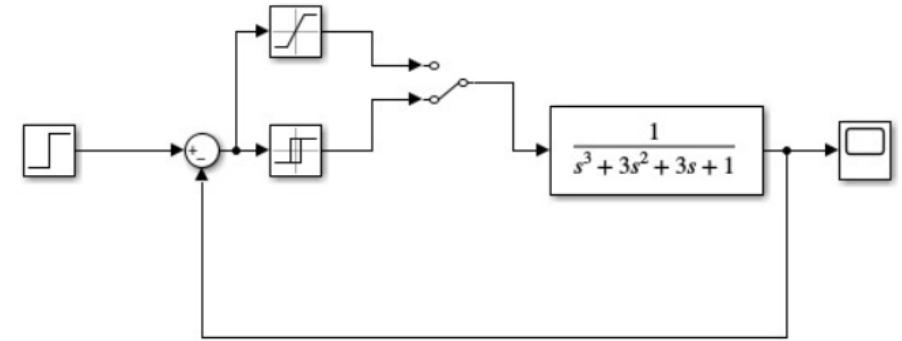 +
−
1
s³ + 3s² + 3s + 1